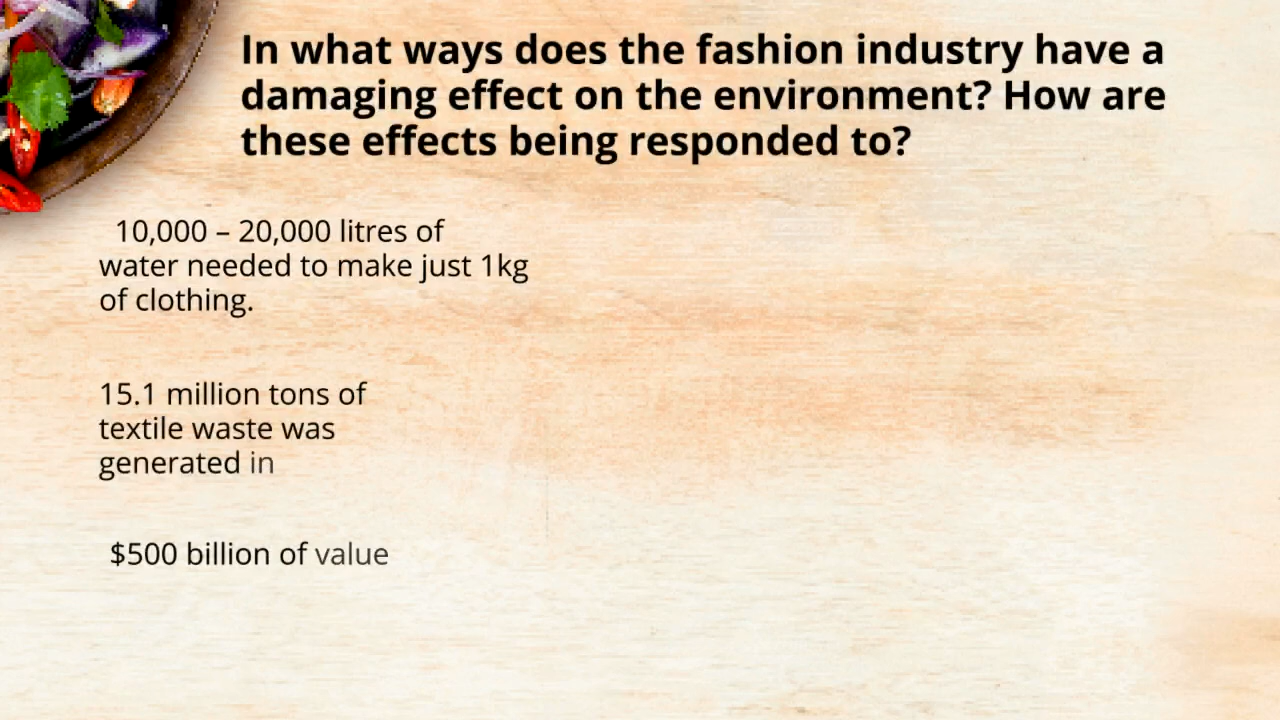 In what ways does the fashion industry have a
damaging effect on the environment? How are
these effects being responded to?
10,000 – 20,000 litres of
water needed to make just 1kg
of clothing.
15.1 million tons of
textile waste was
generated in
$500 billion of value